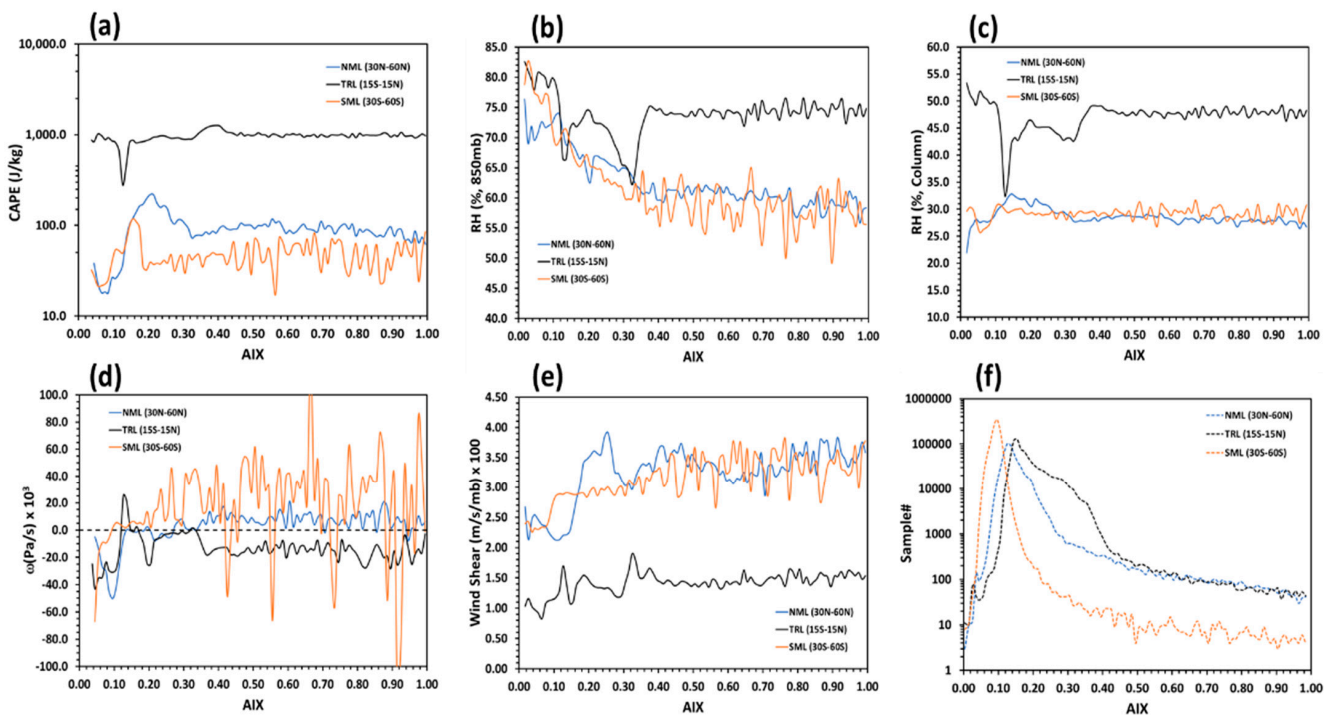 (a)
10,000.0
1,000.0
100.0
10.0
CAPE (J/kg)
NML (30N-60N)
TRL (15S-15N)
SML (30S-60S)
0.00 0.10 0.20 0.30 0.40 0.50 0.60 0.70 0.80 0.90 1.00
AIX
(b)
85.0
80.0
75.0
70.0
65.0
60.0
55.0
50.0
45.0
40.0
RH (%, 850mb)
NML (30N-60N)
TRL (15S-15N)
SML (30S-60S)
0.00 0.10 0.20 0.30 0.40 0.50 0.60 0.70 0.80 0.90 1.00
AIX
(c)
60.0
55.0
50.0
45.0
40.0
35.0
30.0
25.0
20.0
15.0
10.0
RH (%, Column)
NML (30N-60N)
TRL (15S-15N)
SML (30S-60S)
0.00 0.10 0.20 0.30 0.40 0.50 0.60 0.70 0.80 0.90 1.00
AIX
(d)
100.0
80.0
60.0
40.0
20.0
0.0
-20.0
-40.0
-60.0
-80.0
-100.0
ω(Pa/s) x 10³
NML (30N-60N)
TRL (15S-15N)
SML (30S-60S)
0.00 0.10 0.20 0.30 0.40 0.50 0.60 0.70 0.80 0.90 1.00
AIX
(e)
4.50
4.00
3.50
3.00
2.50
2.00
1.50
1.00
0.50
0.00
Wind Shear (m/s/mb) x 100
NML (30N-60N)
TRL (15S-15N)
SML (30S-60S)
0.00 0.10 0.20 0.30 0.40 0.50 0.60 0.70 0.80 0.90 1.00
AIX
(f)
1000000
100000
10000
1000
100
10
1
Sample#
NML (30N-60N)
TRL (15S-15N)
SML (30S-60S)
0.00 0.10 0.20 0.30 0.40 0.50 0.60 0.70 0.80 0.90 1.00
AIX